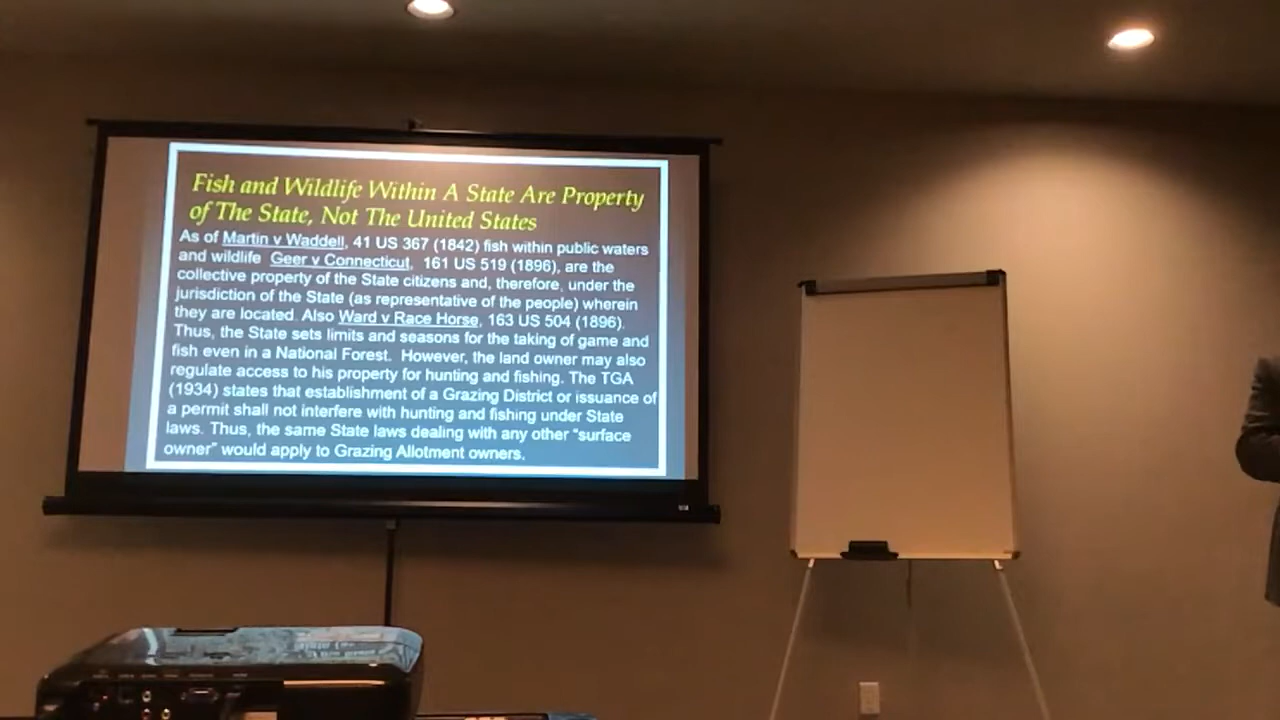 Fish and Wildlife Within A State Are Property
of The State, Not The United States
As of Martin v Waddell, 41 US 367 (1842) fish within public waters
and wildlife Geer v Connecticut, 161 US 519 (1896), are the
collective property of the State citizens and, therefore, under the
jurisdiction of the State (as representative of the people) wherein
they are located. Also Ward v Race Horse, 163 US 504 (1896).
Thus, the State sets limits and seasons for the taking of game and
fish even in a National Forest. However, the land owner may also
regulate access to his property for hunting and fishing. The TGA
(1934) states that establishment of a Grazing District or issuance of
a permit shall not interfere with hunting and fishing under State
laws. Thus, the same State laws dealing with any other "surface
owner" would apply to Grazing Allotment owners.